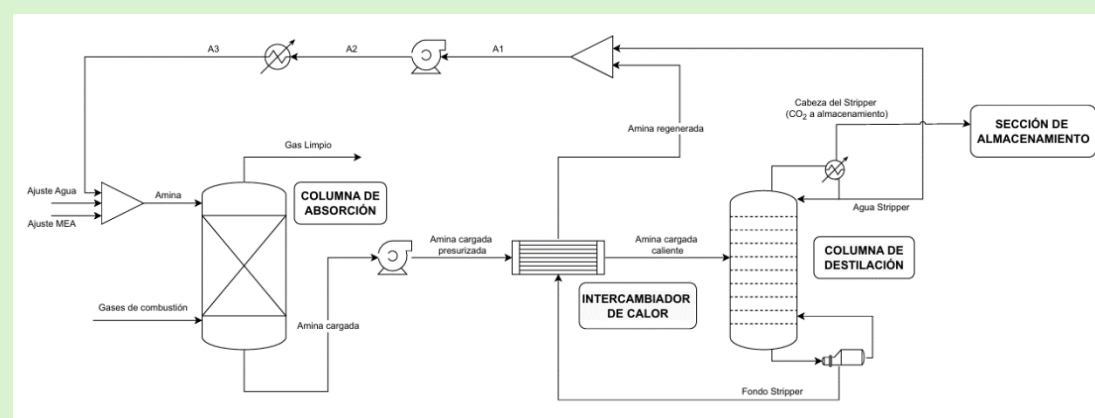 A3
A2
A1
Cabeza del Stripper
(CO₂ a almacenamiento)
SECCIÓN DE
ALMACENAMIENTO
Amina regenerada
Gas Limpio
Ajuste Agua
Amina
Ajuste MEA
COLUMNA DE
ABSORCIÓN
Agua Stripper
Amina cargada
presurizada
Amina cargada
caliente
COLUMNA DE
DESTILACIÓN
INTERCAMBIADOR
DE CALOR
Gases de combustión
Amina cargada
Fondo Stripper